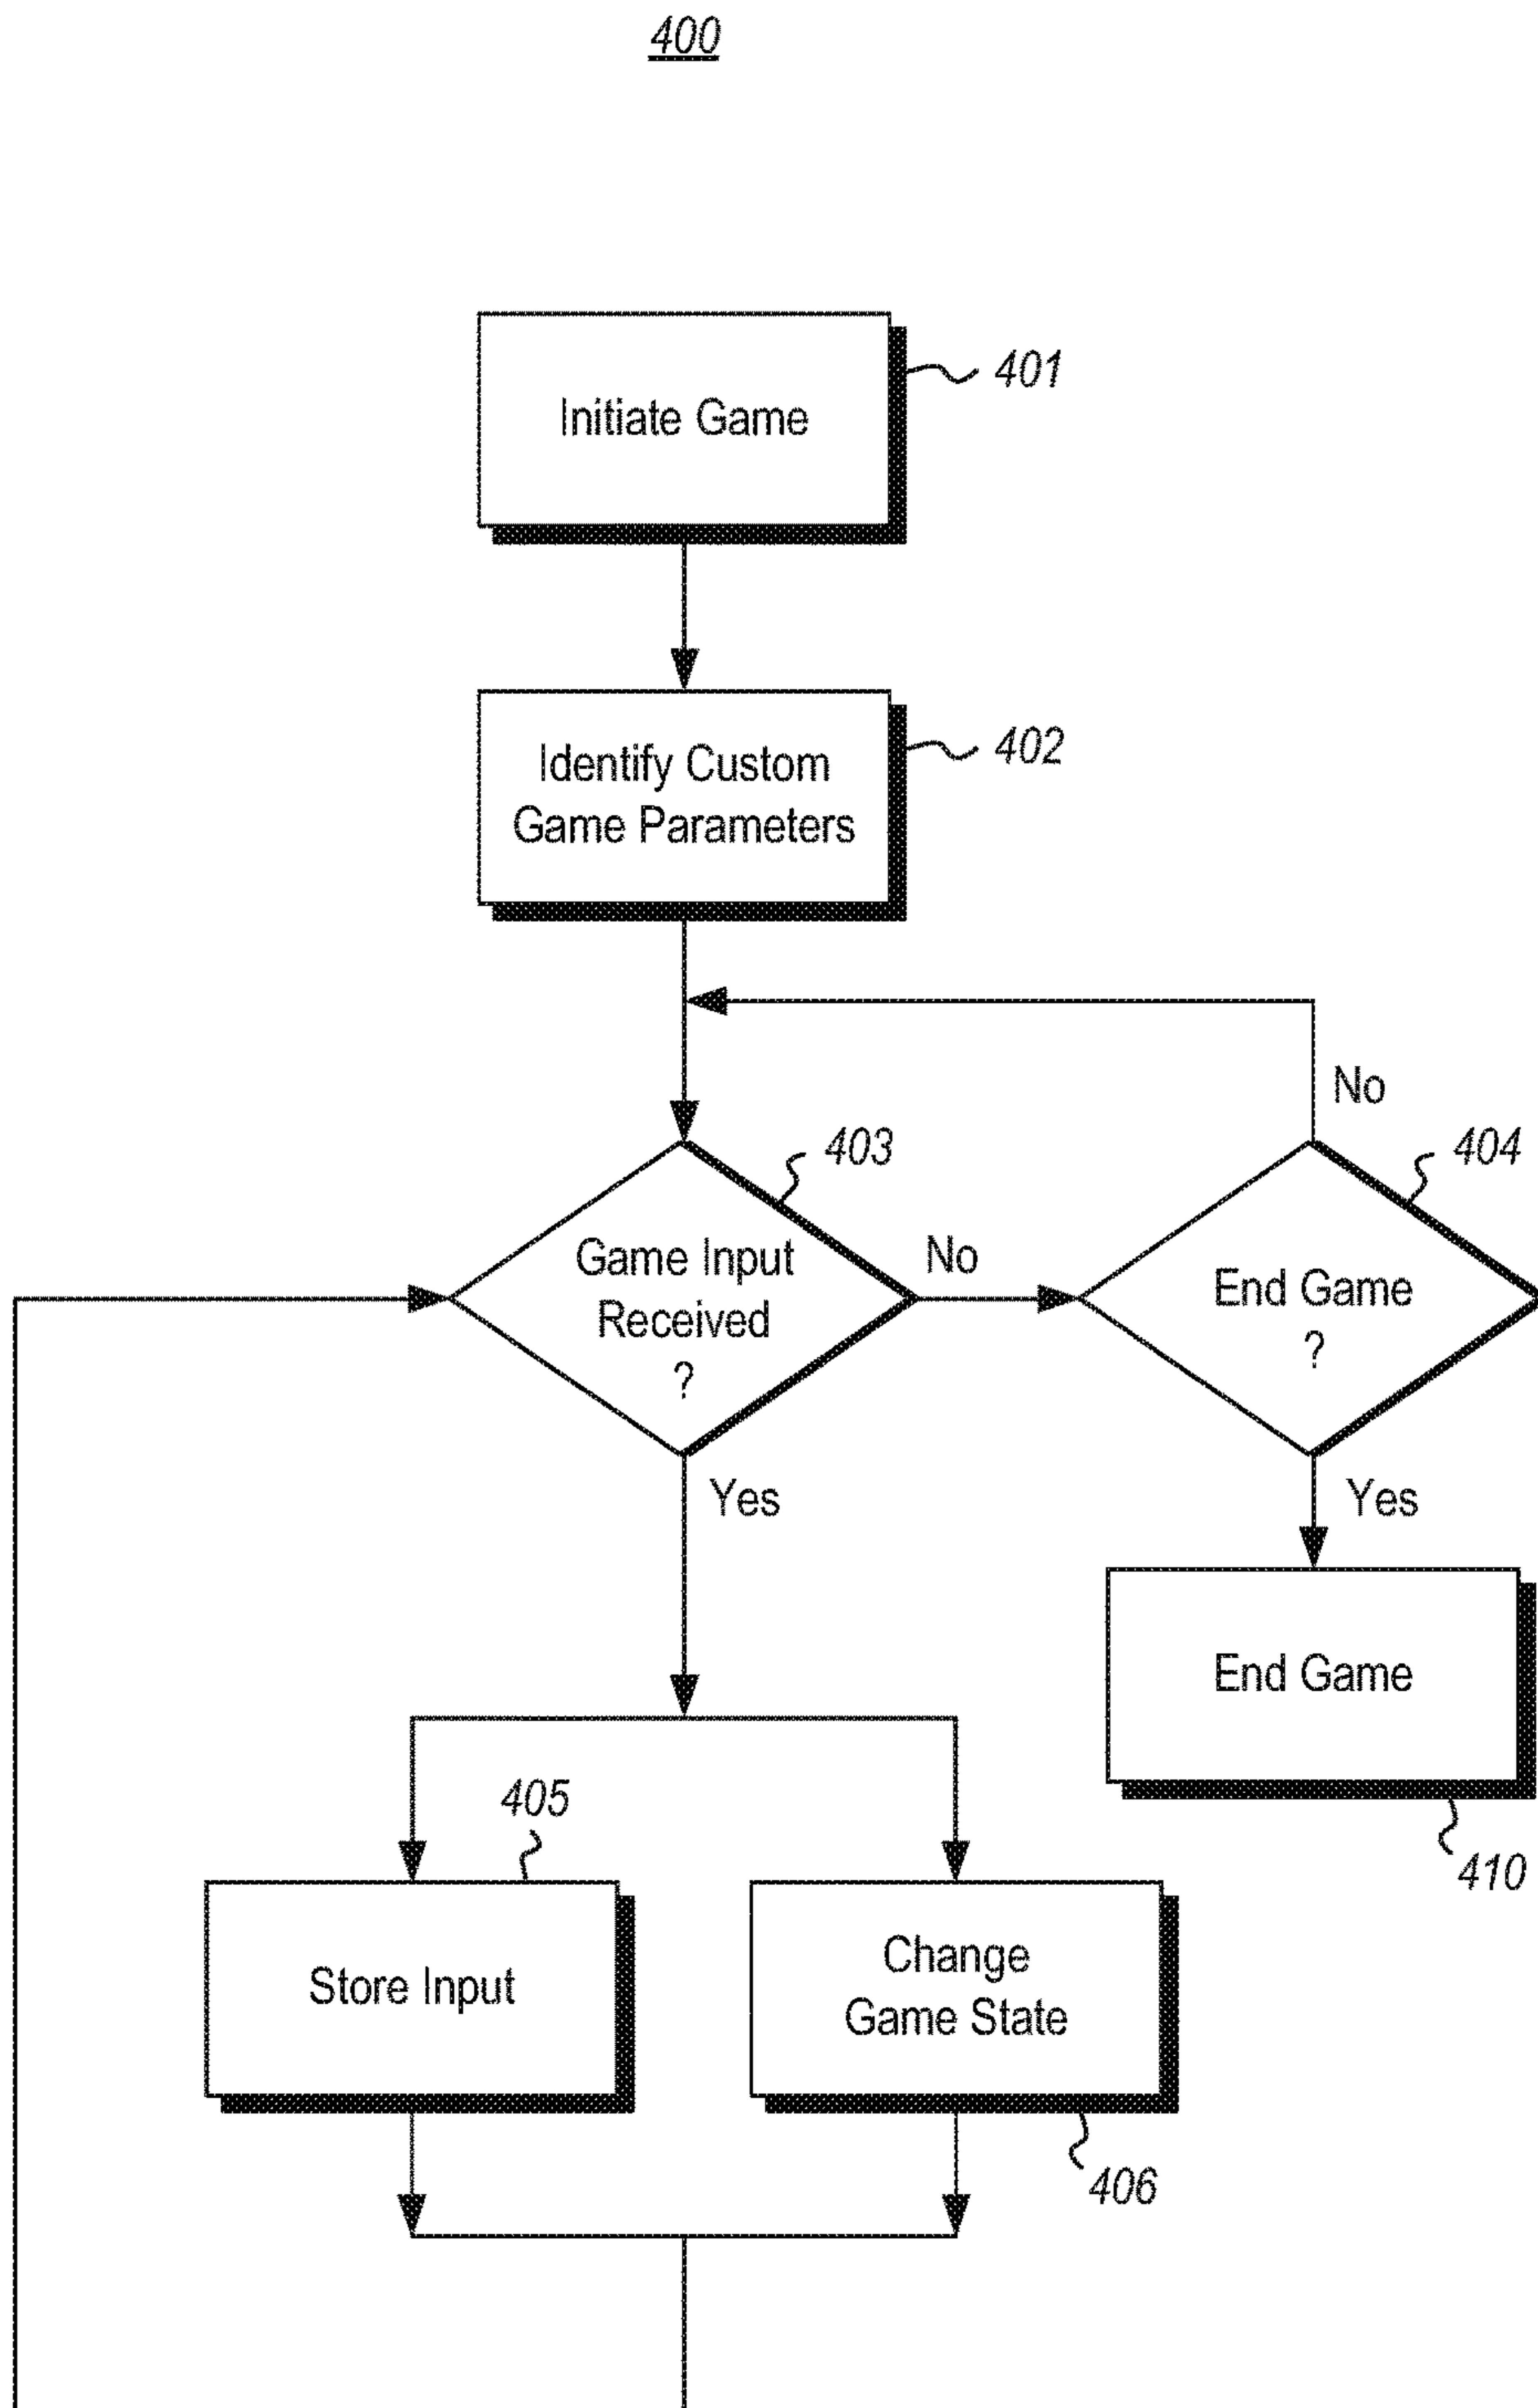 400
Initiate Game
401
Identify Custom
Game Parameters
402
No
403
404
Game Input
Received
?
No
End Game
?
Yes
Yes
End Game
405
410
Store Input
Change
Game State
406